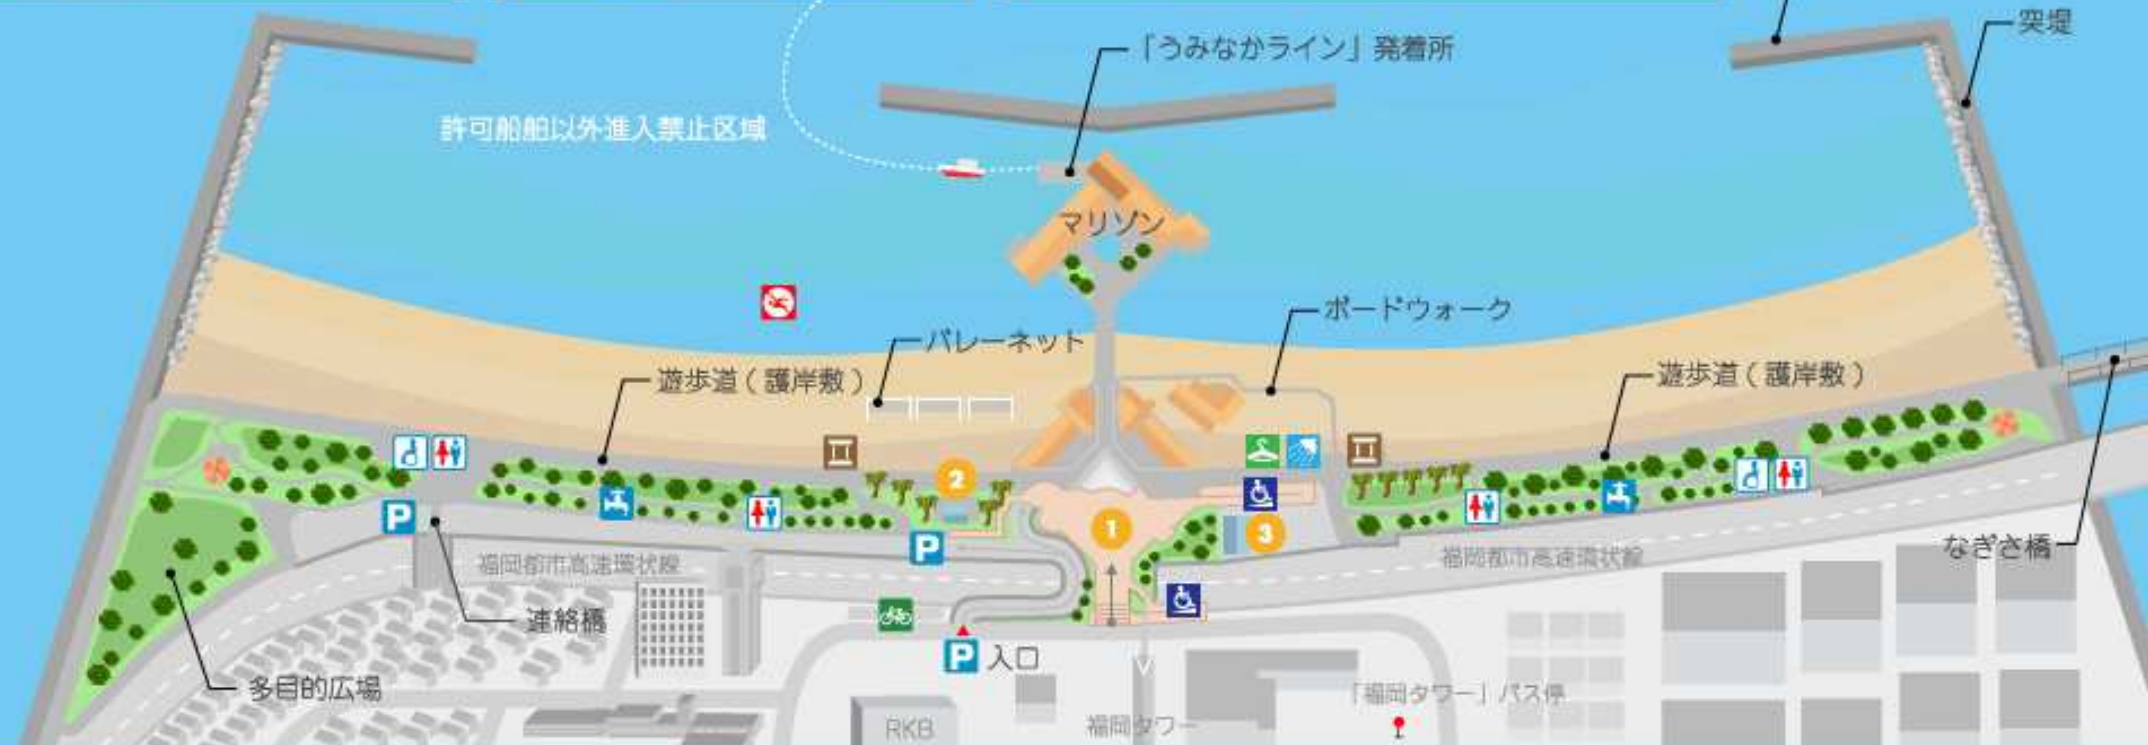 突堤
「うみなかライン」発着所
許可船舶以外進入禁止区域
マリゾン
ボードウォーク
バレーネット
遊歩道(護岸敷)
遊歩道(護岸敷)
2
1
3
P
P
福岡都市高速環状線
福岡都市高速環状線
なぎさ橋
連絡橋
P 入口
多目的広場
「福岡タワー」バス停
RKB
福岡タワー